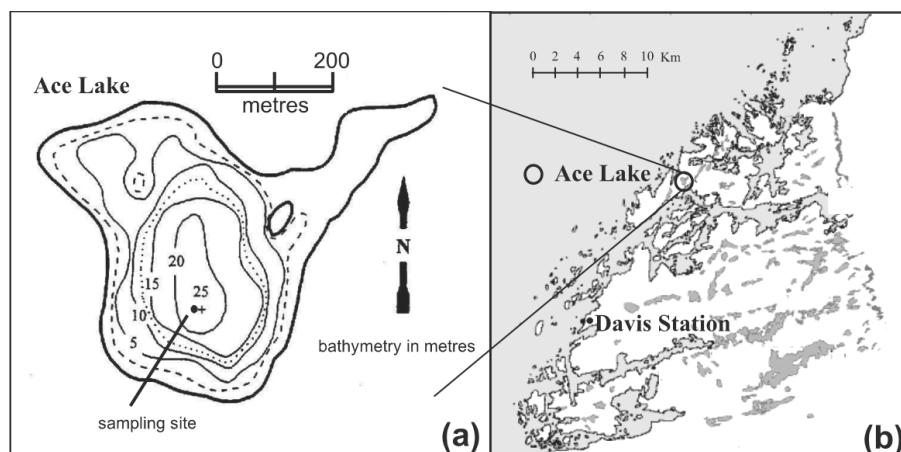 0 200
metres
Ace Lake
N
20
15
25
10
5
bathymetry in metres
sampling site
(a)
0 2 4 6 8 10 Km
Ace Lake
Davis Station
(b)